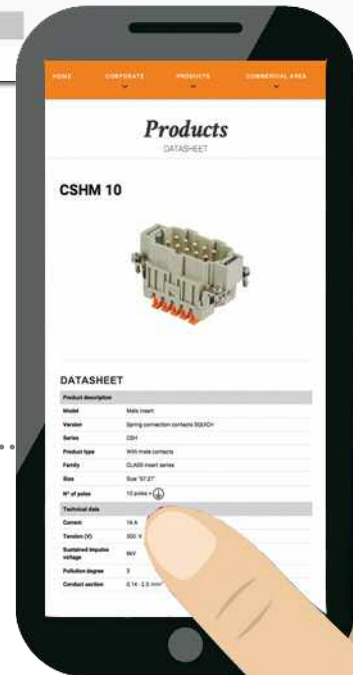 HOME CORPORATE PRODUCTS COMMERCIAL AREA
Products
DATASHEET
CSHM 10
DATASHEET
Product description
Model Male insert
Version Spring connection contacts SQUICH
Series CSH
Product type With male contacts
Family CLASS insert series
Size Size "57.27"
N° of poles 10 poles +
Technical data
Current 16 A
Tension (V) 500 V
Sustained impulse
voltage 6kV
Pollution degree 3
Conduct section 0,14 - 2,5 mm²